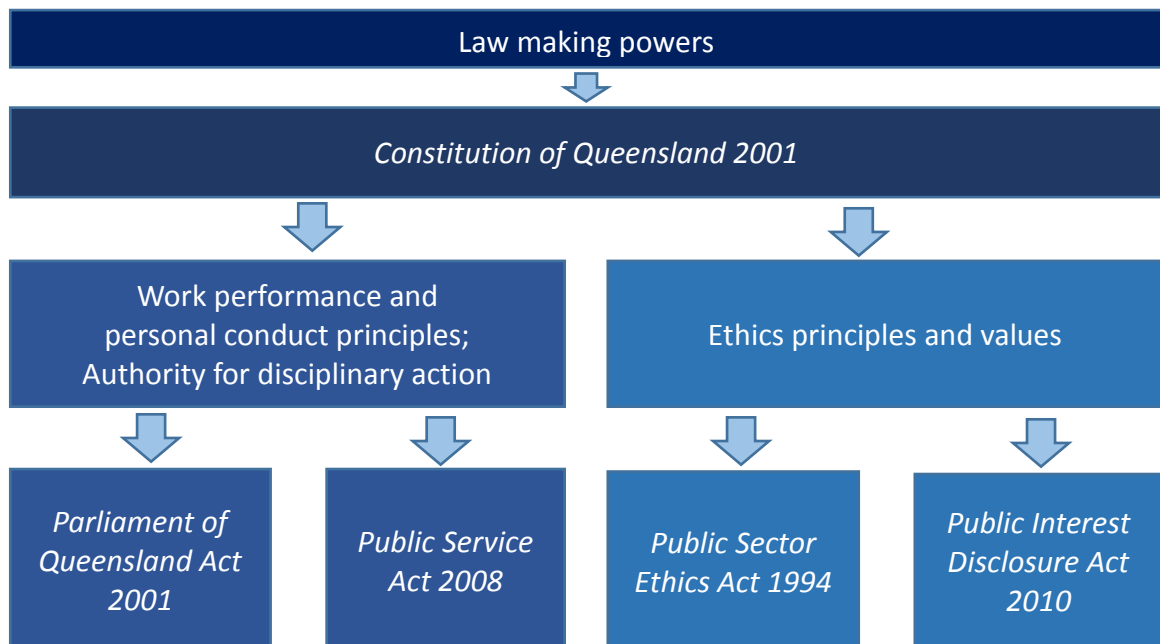 Law making powers
Constitution of Queensland 2001
Work performance and
personal conduct principles;
Authority for disciplinary action
Ethics principles and values
Parliament of
Queensland Act
2001
Public Service
Act 2008
Public Sector
Ethics Act 1994
Public Interest
Disclosure Act
2010